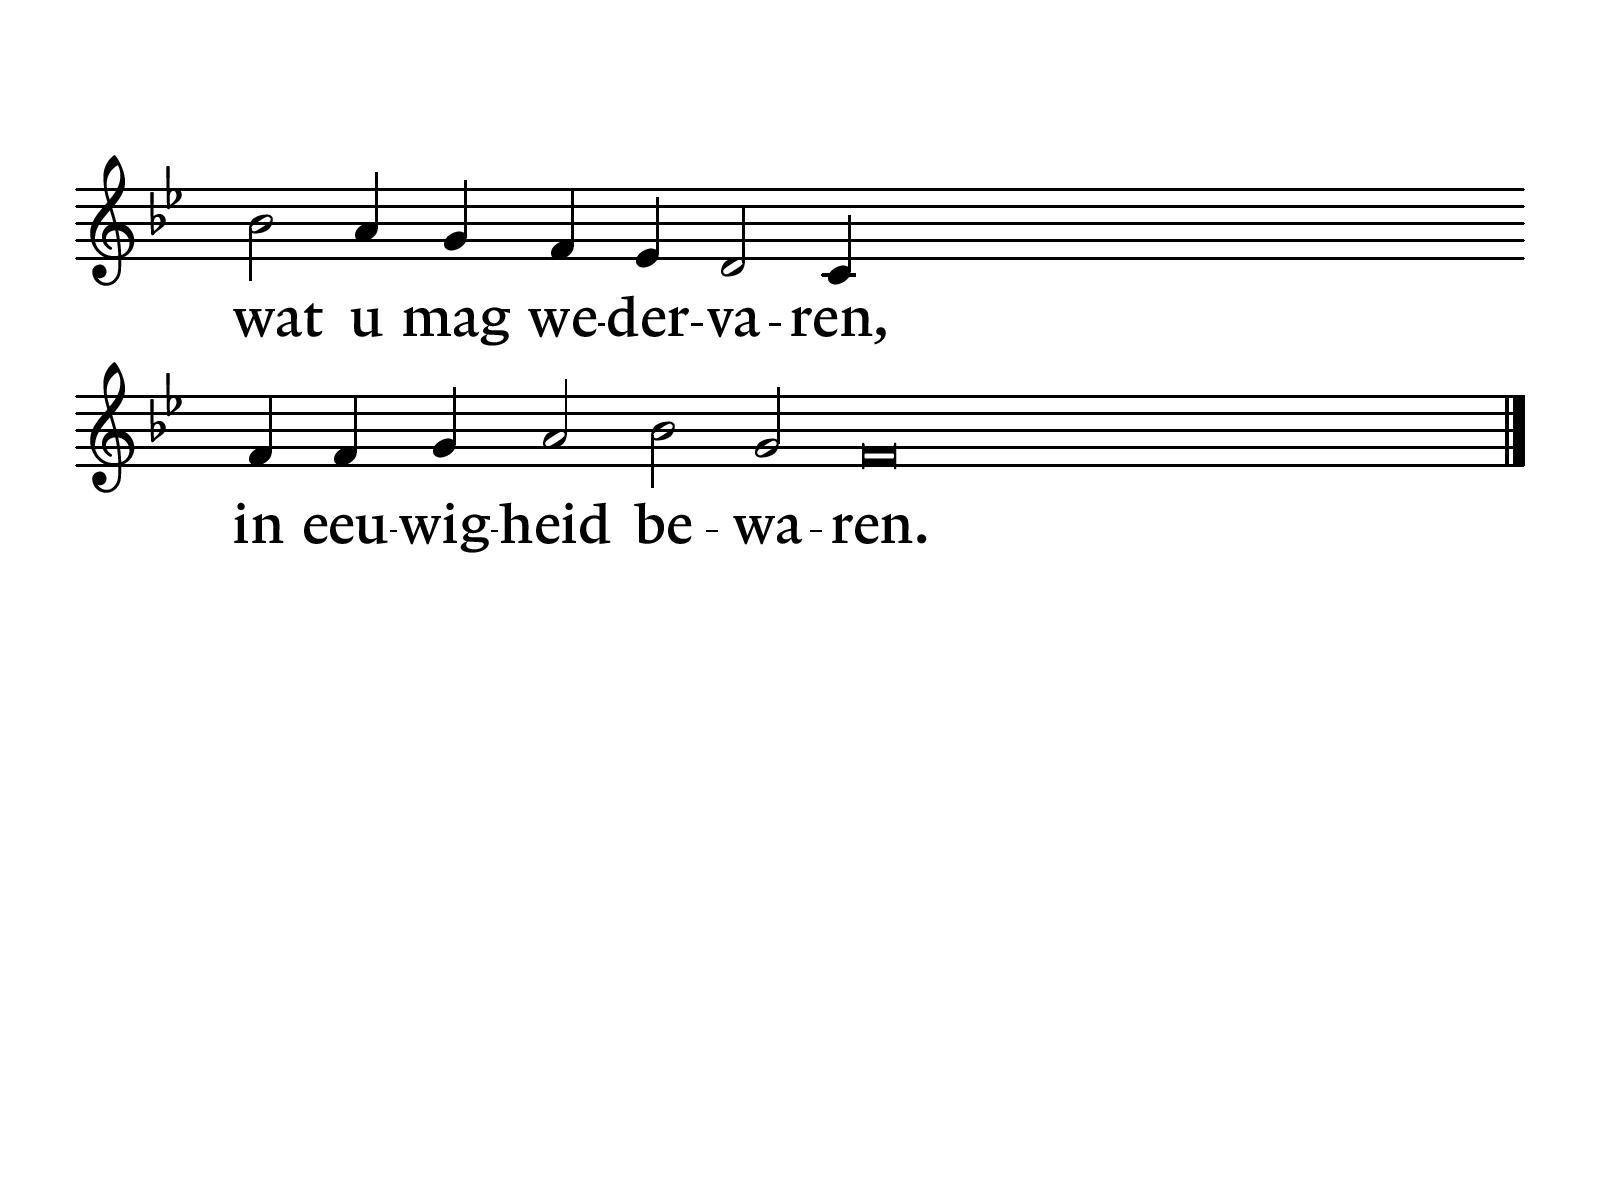 wat u mag we-der-va-ren,
in eeu-wig-heid be-wa-ren.